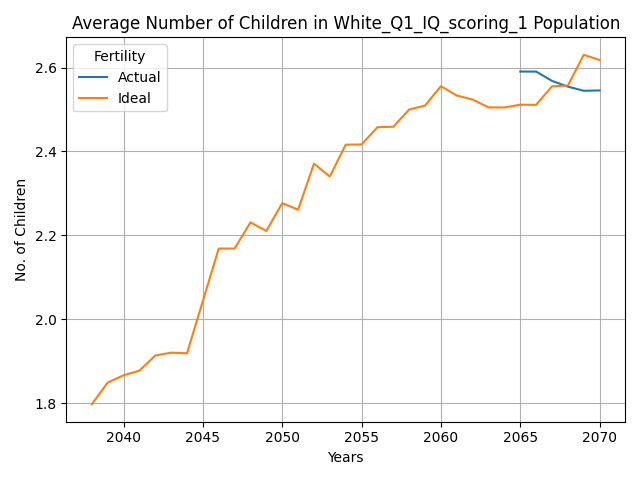 Average Number of Children in White_Q1_IQ_scoring_1 Population
Fertility
Actual
Ideal
No. of Children
2.6
2.4
2.2
2.0
1.8
2040 2045 2050 2055 2060 2065 2070
Years